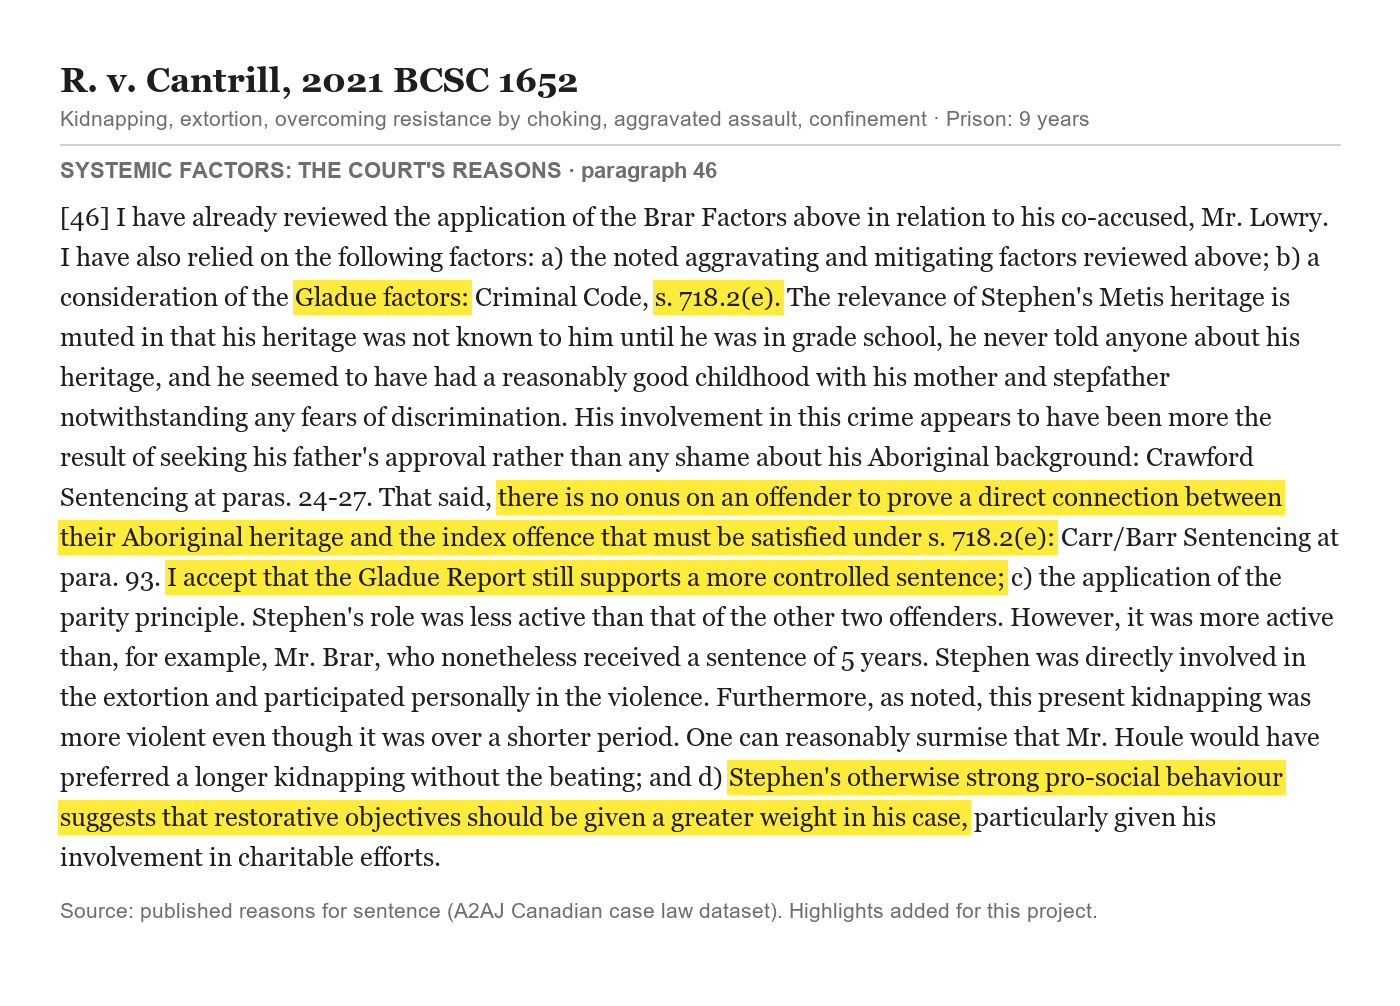 R. v. Cantrill, 2021 BCSC 1652
Kidnapping, extortion, overcoming resistance by choking, aggravated assault, confinement · Prison: 9 years
SYSTEMIC FACTORS: THE COURT'S REASONS · paragraph 46
[46] I have already reviewed the application of the Brar Factors above in relation to his co-accused, Mr. Lowry.
I have also relied on the following factors: a) the noted aggravating and mitigating factors reviewed above; b) a
consideration of the Gladue factors: Criminal Code, s. 718.2(e). The relevance of Stephen's Metis heritage is
muted in that his heritage was not known to him until he was in grade school, he never told anyone about his
heritage, and he seemed to have had a reasonably good childhood with his mother and stepfather
notwithstanding any fears of discrimination. His involvement in this crime appears to have been more the
result of seeking his father's approval rather than any shame about his Aboriginal background: Crawford
Sentencing at paras. 24-27. That said, there is no onus on an offender to prove a direct connection between
their Aboriginal heritage and the index offence that must be satisfied under s. 718.2(e): Carr/Barr Sentencing at
para. 93. I accept that the Gladue Report still supports a more controlled sentence; c) the application of the
parity principle. Stephen's role was less active than that of the other two offenders. However, it was more active
than, for example, Mr. Brar, who nonetheless received a sentence of 5 years. Stephen was directly involved in
the extortion and participated personally in the violence. Furthermore, as noted, this present kidnapping was
more violent even though it was over a shorter period. One can reasonably surmise that Mr. Houle would have
preferred a longer kidnapping without the beating; and d) Stephen's otherwise strong pro-social behaviour
suggests that restorative objectives should be given a greater weight in his case, particularly given his
involvement in charitable efforts.
Source: published reasons for sentence (A2AJ Canadian case law dataset). Highlights added for this project.